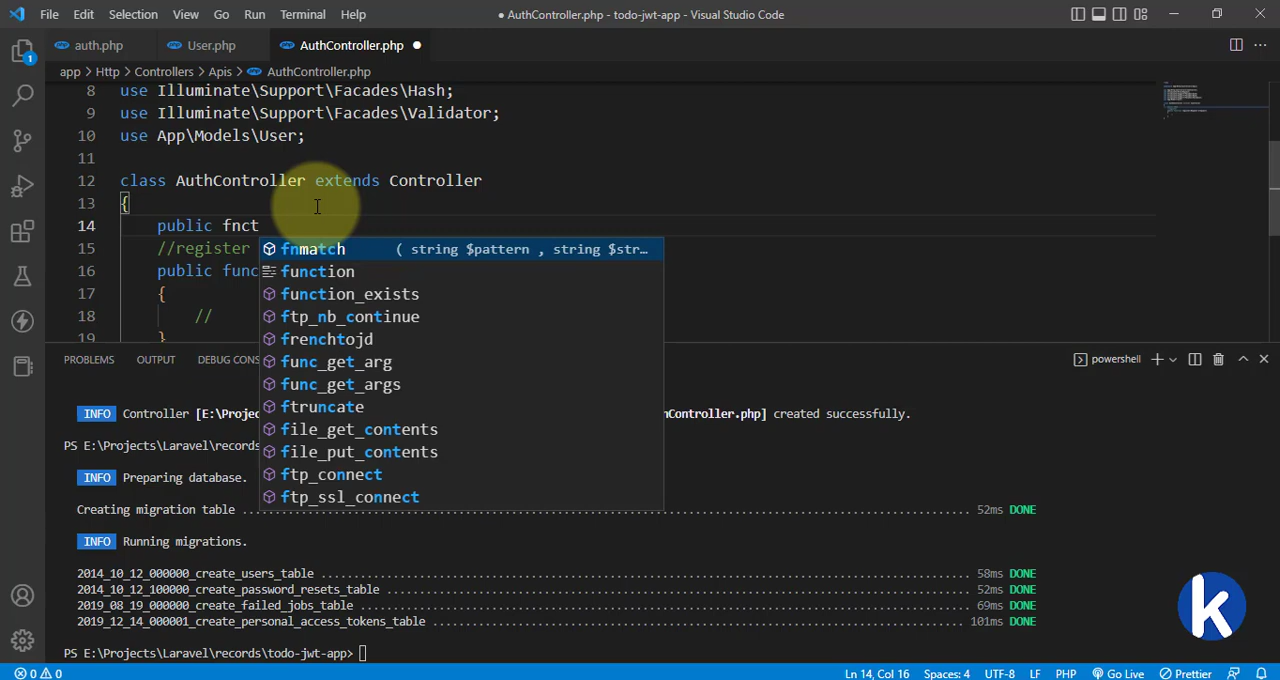 File Edit Selection View Go Run Terminal Help
● AuthController.php - todo-jwt-app - Visual Studio Code
auth.php User.php AuthController.php ●
app > Http > Controllers > Apis > AuthController.php
8 use Illuminate\Support\Facades\Hash;
9 use Illuminate\Support\Facades\Validator;
10 use App\Models\User;
11
12 class AuthController extends Controller
13 {
14 public fnct
15 //register
16 public func
17 {
18 //
19 }
fnmatch ( string $pattern , string $str…
function
function_exists
ftp_nb_continue
frenchtojd
func_get_arg
func_get_args
ftruncate
file_get_contents
file_put_contents
ftp_connect
ftp_ssl_connect
1
PROBLEMS OUTPUT DEBUG CONS
powershell
INFO Controller [E:\Projec
nController.php] created successfully.
PS E:\Projects\Laravel\records
INFO Preparing database.
Creating migration table ........ 52ms DONE
INFO Running migrations.
2014_10_12_000000_create_users_table ........ 58ms DONE
2014_10_12_100000_create_password_resets_table ........ 52ms DONE
2019_08_19_000000_create_failed_jobs_table ........ 69ms DONE
2019_12_14_000001_create_personal_access_tokens_table ........ 101ms DONE
PS E:\Projects\Laravel\records\todo-jwt-app>
k
0 0
Ln 14, Col 16 Spaces: 4 UTF-8 LF PHP Go Live Prettier